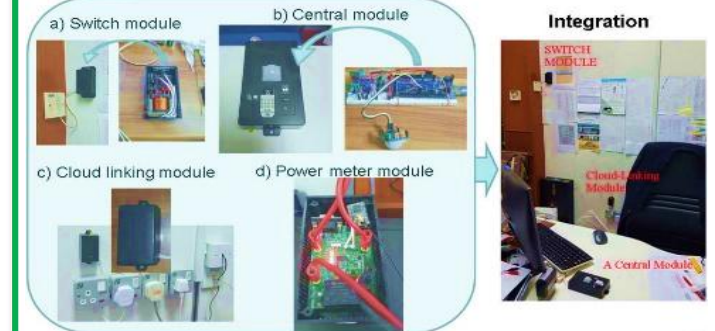 a) Switch module
b) Central module
c) Cloud linking module
d) Power meter module
Integration
SWITCH
MODULE
Cloud-Linking
Module
A Central Module